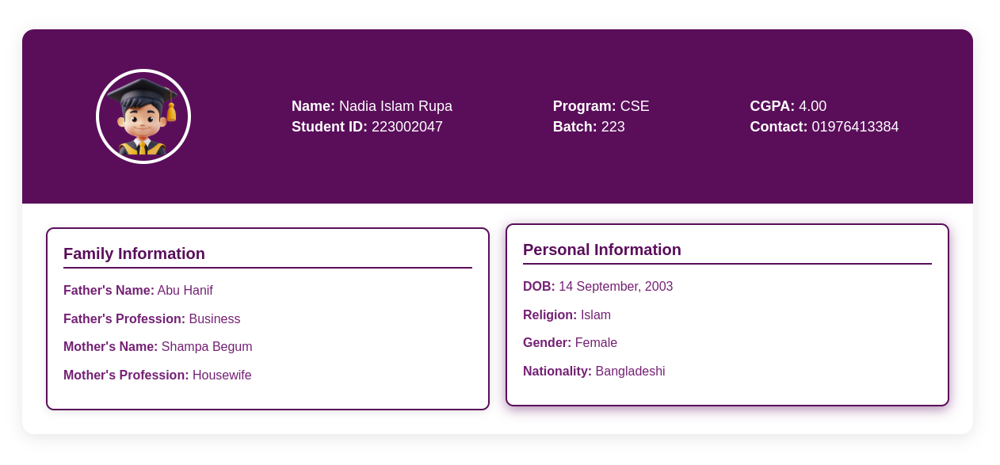 Name: Nadia Islam Rupa
Student ID: 223002047
Program: CSE
Batch: 223
CGPA: 4.00
Contact: 01976413384
Family Information
Father's Name: Abu Hanif
Father's Profession: Business
Mother's Name: Shampa Begum
Mother's Profession: Housewife
Personal Information
DOB: 14 September, 2003
Religion: Islam
Gender: Female
Nationality: Bangladeshi